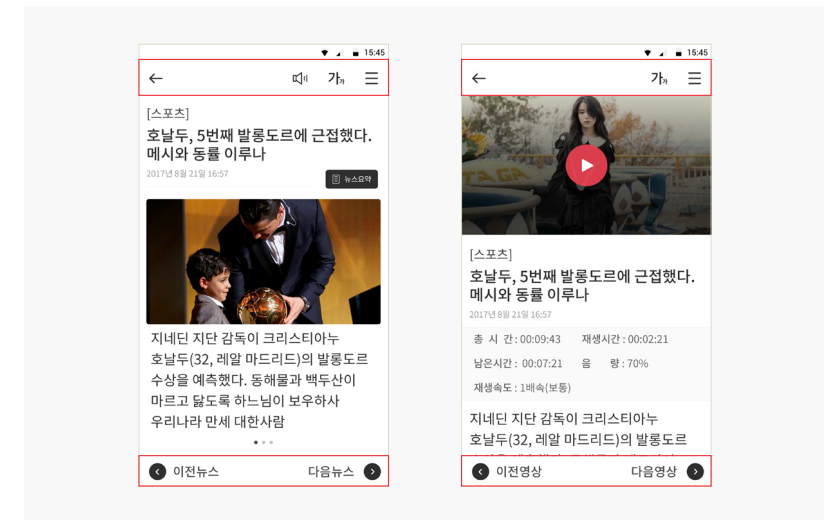 15:45
가가
[스포츠]
호날두, 5번째 발롱도르에 근접했다.
메시와 동률 이루나
2017년 8월 21일 16:57
뉴스요약
지네딘 지단 감독이 크리스티아누
호날두(32, 레알 마드리드)의 발롱도르
수상을 예측했다. 동해물과 백두산이
마르고 닳도록 하느님이 보우하사
우리나라 만세 대한사람
이전뉴스 다음뉴스
15:45
가가
[스포츠]
호날두, 5번째 발롱도르에 근접했다.
메시와 동률 이루나
2017년 8월 21일 16:57
총 시 간 : 00:09:43 재생시간 : 00:02:21
남은시간 : 00:07:21 음 량 : 70%
재생속도 : 1배속(보통)
지네딘 지단 감독이 크리스티아누
호날두(32, 레알 마드리드)의 발롱도르
이전영상 다음영상